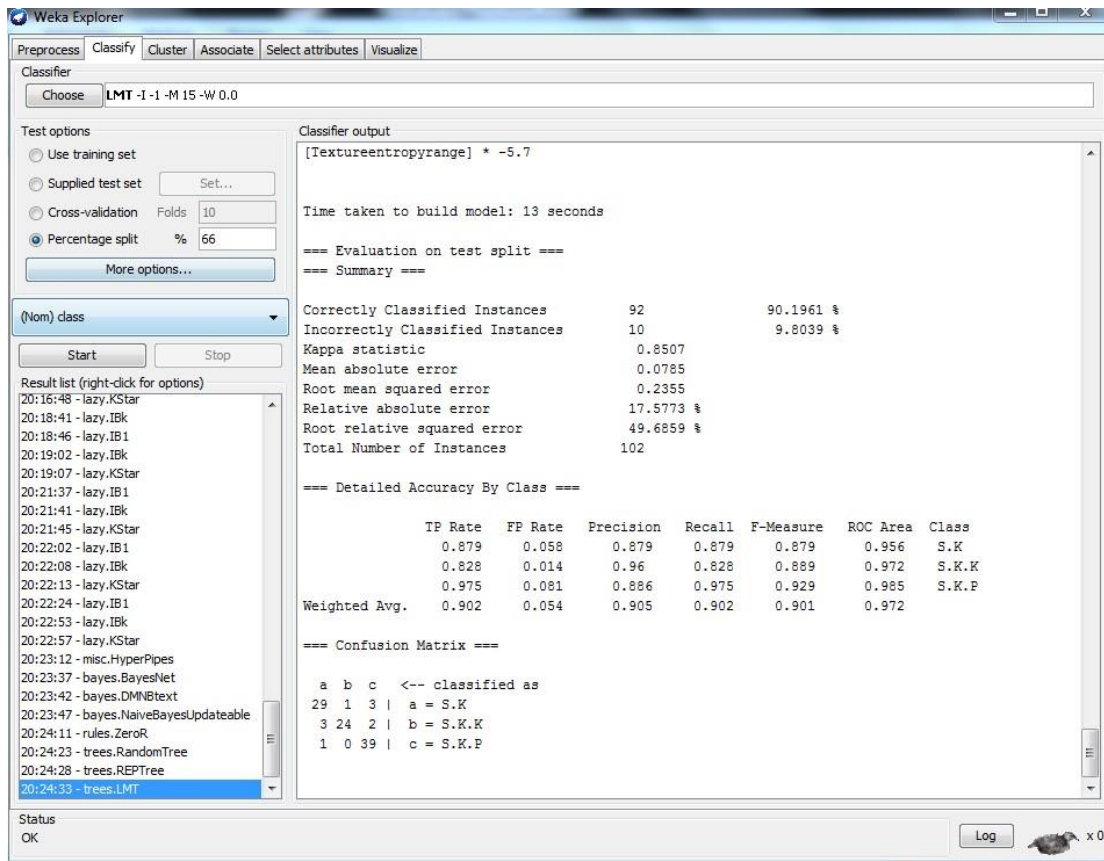 Weka Explorer
Preprocess Classify Cluster Associate Select attributes Visualize
Classifier
Choose LMT -I -1 -M 15 -W 0.0
Test options
Use training set
Supplied test set Set...
Cross-validation Folds 10
Percentage split % 66
More options...
(Nom) class
Start Stop
Result list (right-click for options)
20:16:48 - lazy.KStar
20:18:41 - lazy.IBk
20:18:46 - lazy.IB1
20:19:02 - lazy.IBk
20:19:07 - lazy.KStar
20:21:37 - lazy.IB1
20:21:41 - lazy.IBk
20:21:45 - lazy.KStar
20:22:02 - lazy.IB1
20:22:08 - lazy.IBk
20:22:13 - lazy.KStar
20:22:24 - lazy.IB1
20:22:53 - lazy.IBk
20:22:57 - lazy.KStar
20:23:12 - misc.HyperPipes
20:23:37 - bayes.BayesNet
20:23:42 - bayes.DMNBtext
20:23:47 - bayes.NaiveBayesUpdateable
20:24:11 - rules.ZeroR
20:24:23 - trees.RandomTree
20:24:28 - trees.REPTree
20:24:33 - trees.LMT
Classifier output
[Textureentropyrange] * -5.7
Time taken to build model: 13 seconds
=== Evaluation on test split ===
=== Summary ===
Correctly Classified Instances 92 90.1961 %
Incorrectly Classified Instances 10 9.8039 %
Kappa statistic 0.8507
Mean absolute error 0.0785
Root mean squared error 0.2355
Relative absolute error 17.5773 %
Root relative squared error 49.6859 %
Total Number of Instances 102
=== Detailed Accuracy By Class ===
TP Rate FP Rate Precision Recall F-Measure ROC Area Class
0.879 0.058 0.879 0.879 0.879 0.956 S.K
0.828 0.014 0.96 0.828 0.889 0.972 S.K.K
0.975 0.081 0.886 0.975 0.929 0.985 S.K.P
Weighted Avg. 0.902 0.054 0.905 0.902 0.901 0.972
=== Confusion Matrix ===
a b c <-- classified as
29 1 3 | a = S.K
3 24 2 | b = S.K.K
1 0 39 | c = S.K.P
Status
OK
Log
x 0